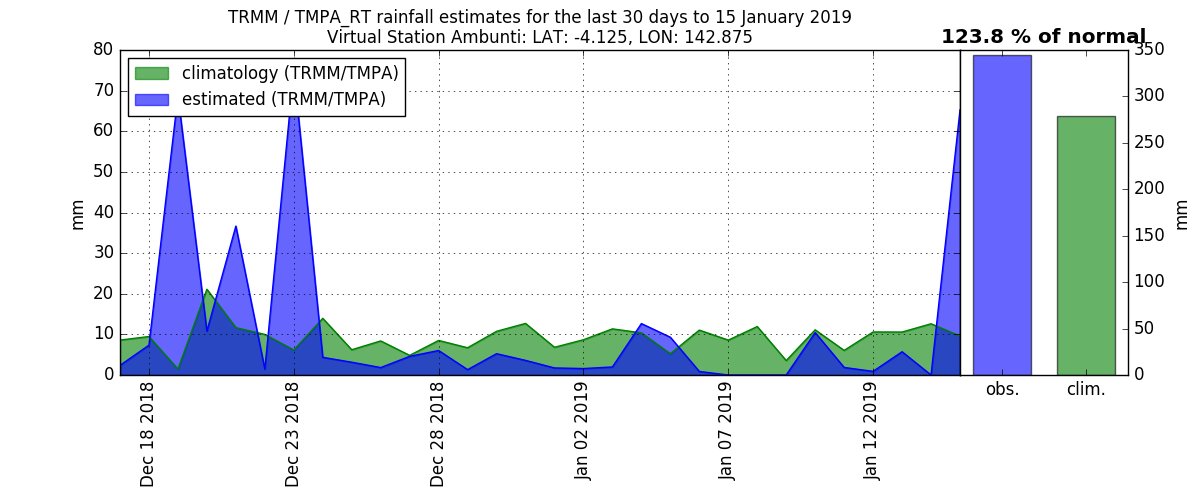 TRMM / TMPA_RT rainfall estimates for the last 30 days to 15 January 2019
Virtual Station Ambunti: LAT: -4.125, LON: 142.875
123.8 % of normal
climatology (TRMM/TMPA)
estimated (TRMM/TMPA)
80
70
60
50
40
30
20
10
0
mm
Dec 18 2018
Dec 23 2018
Dec 28 2018
Jan 02 2019
Jan 07 2019
Jan 12 2019
obs.
clim.
350
300
250
200
150
100
50
0
mm